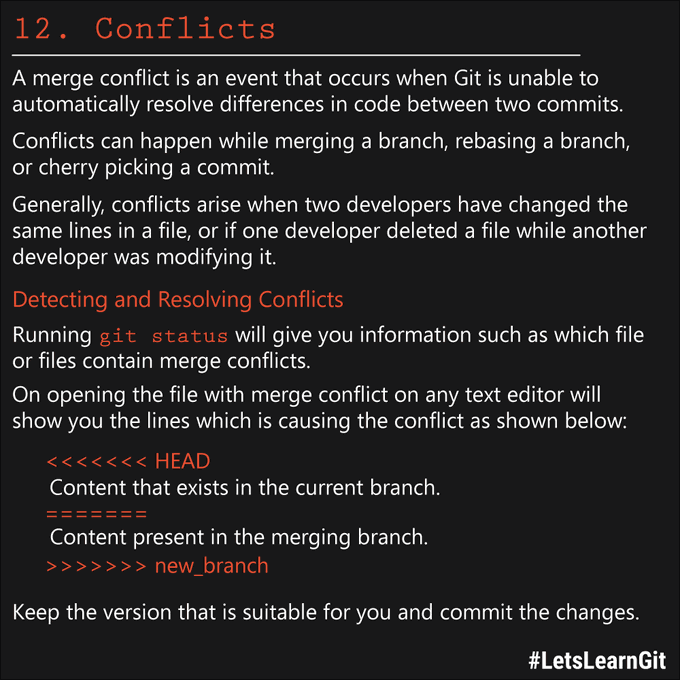 12. Conflicts
A merge conflict is an event that occurs when Git is unable to
automatically resolve differences in code between two commits.
Conflicts can happen while merging a branch, rebasing a branch,
or cherry picking a commit.
Generally, conflicts arise when two developers have changed the
same lines in a file, or if one developer deleted a file while another
developer was modifying it.
Detecting and Resolving Conflicts
Running git status will give you information such as which file
or files contain merge conflicts.
On opening the file with merge conflict on any text editor will
show you the lines which is causing the conflict as shown below:
<<<<<<< HEAD
Content that exists in the current branch.
=======
Content present in the merging branch.
>>>>>>> new_branch
Keep the version that is suitable for you and commit the changes.
#LetsLearnGit